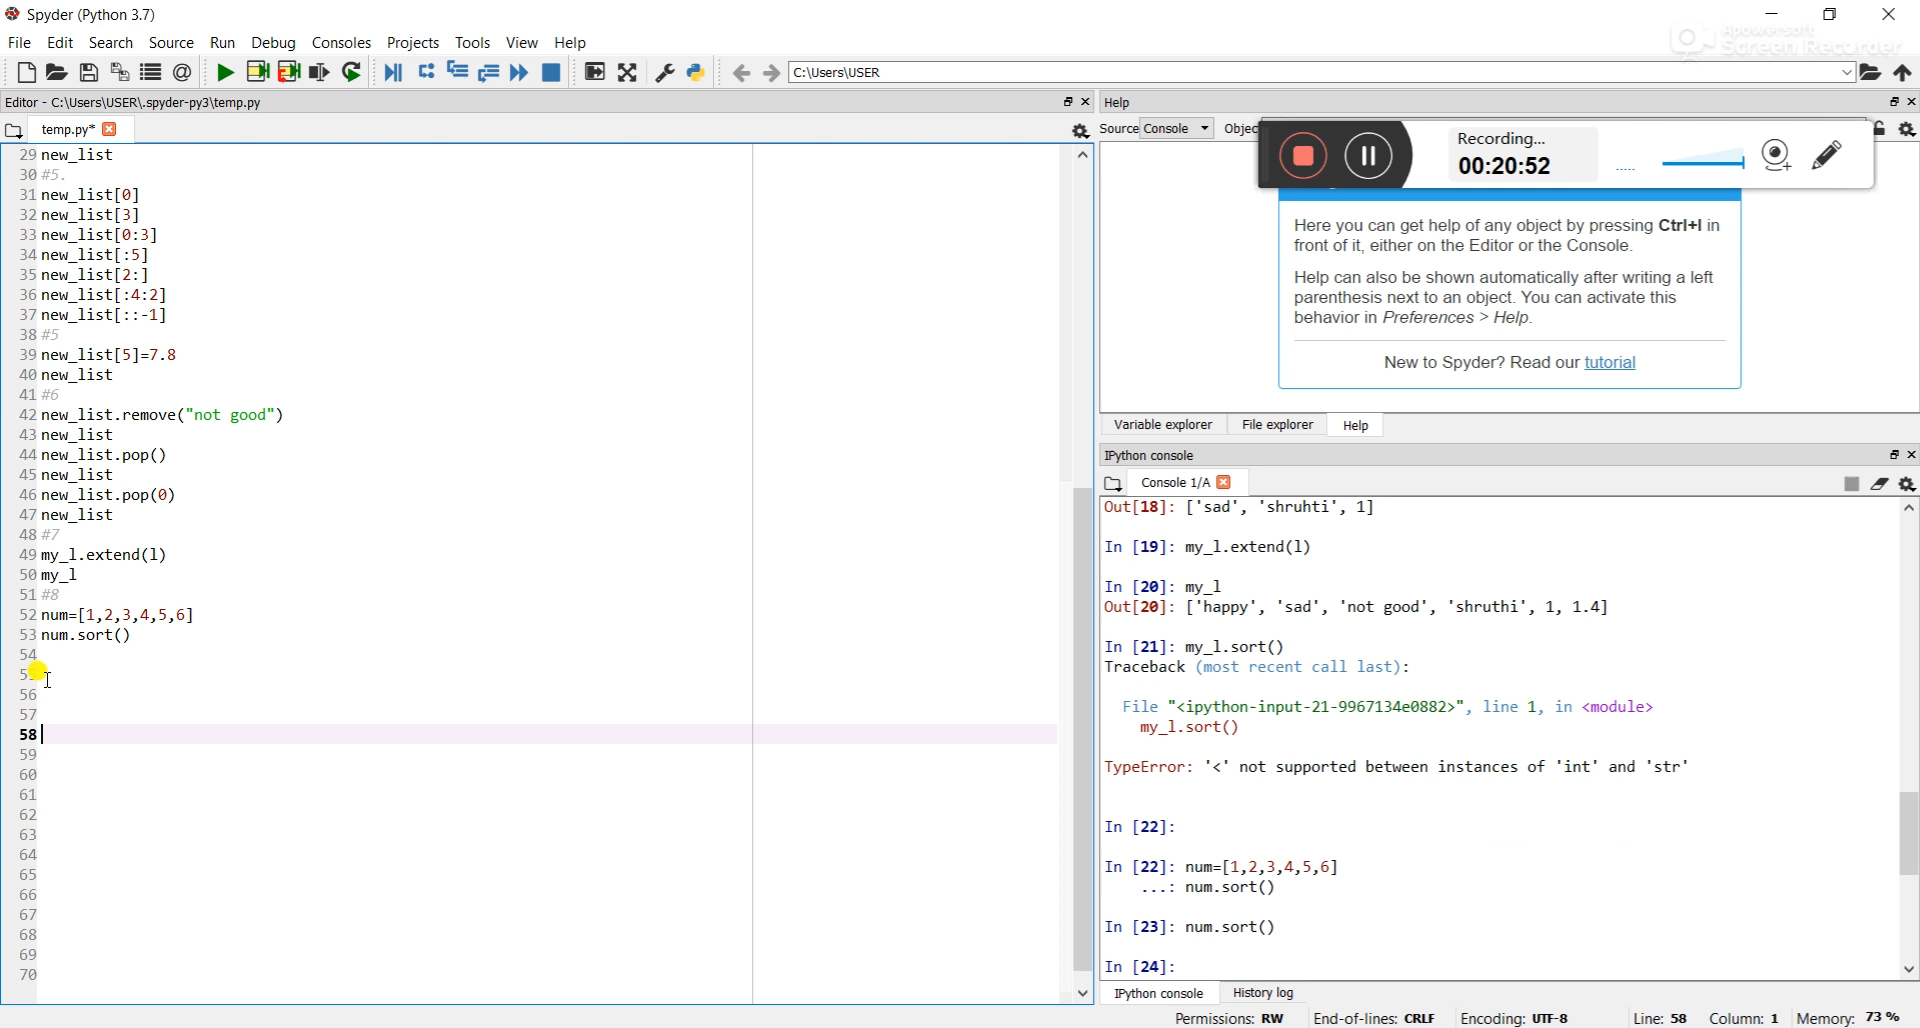 Spyder (Python 3.7)
File Edit Search Source Run Debug Consoles Projects Tools View Help
Apowersoft
Screen Recorder
C:\Users\USER
Editor - C:\Users\USER\.spyder-py3\temp.py
temp.py*
29 new_list
30 #5.
31 new_list[0]
32 new_list[3]
33 new_list[0:3]
34 new_list[:5]
35 new_list[2:]
36 new_list[:4:2]
37 new_list[::-1]
38 #5
39 new_list[5]=7.8
40 new_list
41 #6
42 new_list.remove("not good")
43 new_list
44 new_list.pop()
45 new_list
46 new_list.pop(0)
47 new_list
48 #7
49 my_l.extend(l)
50 my_l
51 #8
52 num=[1,2,3,4,5,6]
53 num.sort()
54
56
57
58
59
60
61
62
63
64
65
66
67
68
69
70
Help
Source Console
Recording...
00:20:52
Here you can get help of any object by pressing Ctrl+I in
front of it, either on the Editor or the Console.
Help can also be shown automatically after writing a left
parenthesis next to an object. You can activate this
behavior in Preferences > Help.
New to Spyder? Read our tutorial
Variable explorer File explorer Help
IPython console
Console 1/A
Out[18]: ['sad', 'shruhti', 1]
In [19]: my_l.extend(l)
In [20]: my_l
Out[20]: ['happy', 'sad', 'not good', 'shruthi', 1, 1.4]
In [21]: my_l.sort()
Traceback (most recent call last):
File "<ipython-input-21-9967134e0882>", line 1, in <module>
my_l.sort()
TypeError: '<' not supported between instances of 'int' and 'str'
In [22]:
In [22]: num=[1,2,3,4,5,6]
...: num.sort()
In [23]: num.sort()
In [24]:
IPython console History log
Permissions: RW End-of-lines: CRLF Encoding: UTF-8 Line: 58 Column: 1 Memory: 73 %